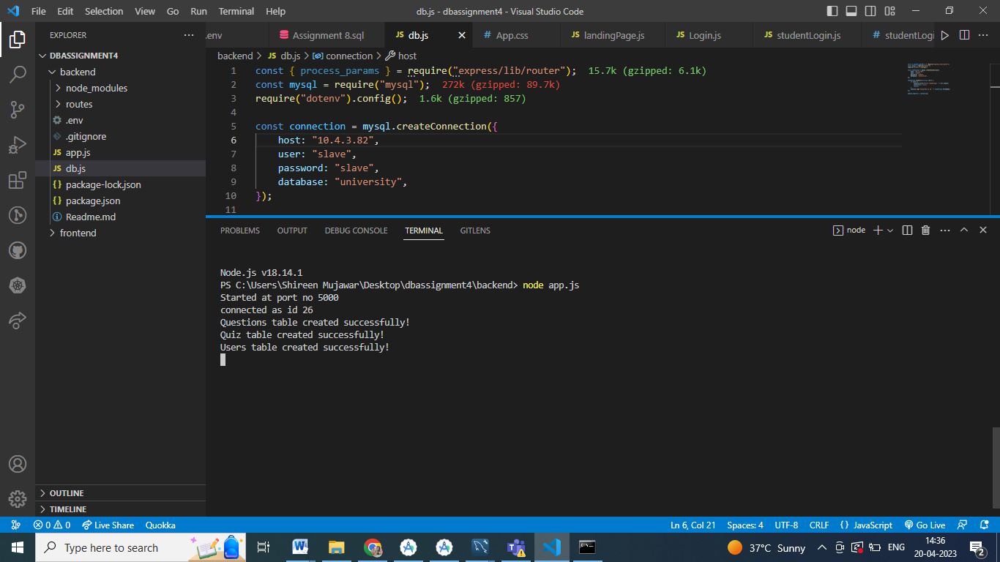 File Edit Selection View Go Run Terminal Help
db.js - dbassignment4 - Visual Studio Code
EXPLORER
DBASSIGNMENT4
backend
node_modules
routes
.env
.gitignore
app.js
db.js
package-lock.json
package.json
Readme.md
frontend
OUTLINE
TIMELINE
.env Assignment 8.sql JS db.js # App.css JS landingPage.js JS Login.js JS studentLogin.js # studentLogi
backend > JS db.js > connection > host
1 const { process_params } = require("express/lib/router"); 15.7k (gzipped: 6.1k)
2 const mysql = require("mysql"); 272k (gzipped: 89.7k)
3 require("dotenv").config(); 1.6k (gzipped: 857)
4
5 const connection = mysql.createConnection({
6 host: "10.4.3.82",
7 user: "slave",
8 password: "slave",
9 database: "university",
10 });
11
PROBLEMS OUTPUT DEBUG CONSOLE TERMINAL GITLENS
node
Node.js v18.14.1
PS C:\Users\Shireen Mujawar\Desktop\dbassignment4\backend> node app.js
Started at port no 5000
connected as id 26
Questions table created successfully!
Quiz table created successfully!
Users table created successfully!
0 0 Live Share Quokka
Ln 6, Col 21 Spaces: 4 UTF-8 CRLF {} JavaScript Go Live
Type here to search
37°C Sunny
ENG
14:36
20-04-2023
2